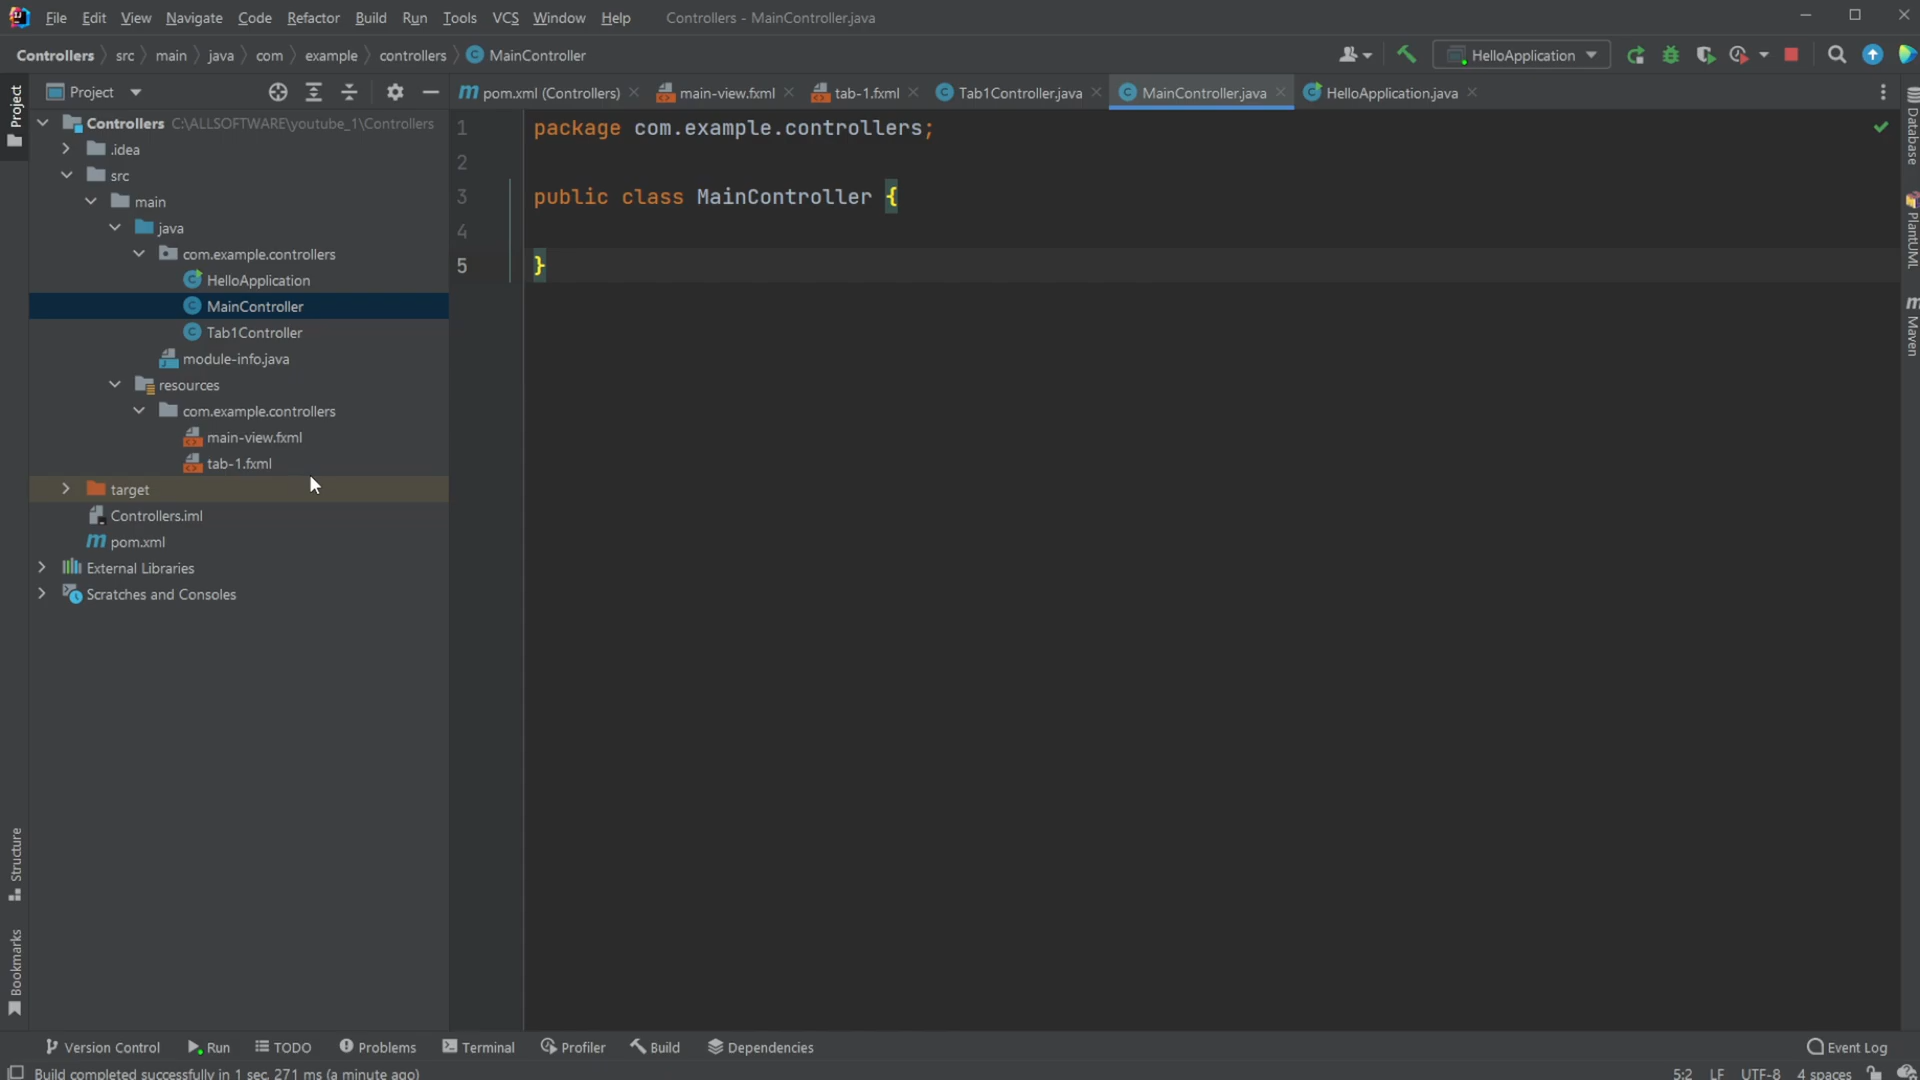 File Edit View Navigate Code Refactor Build Run Tools VCS Window Help Controllers - MainController.java
Controllers src main java com example controllers MainController HelloApplication
Project pom.xml (Controllers) main-view.fxml tab-1.fxml Tab1Controller.java MainController.java HelloApplication.java
Controllers C:\ALLSOFTWARE\youtube_1\Controllers
.idea
src
main
java
com.example.controllers
HelloApplication
MainController
Tab1Controller
module-info.java
resources
com.example.controllers
main-view.fxml
tab-1.fxml
target
Controllers.iml
pom.xml
External Libraries
Scratches and Consoles
1 package com.example.controllers;
2
3 public class MainController {
4
5 }
Project
Structure
Bookmarks
Database
PlantUML
Maven
Version Control Run TODO Problems Terminal Profiler Build Dependencies Event Log
Build completed successfully in 1 sec, 271 ms (a minute ago) 5:2 LF UTF-8 4 spaces